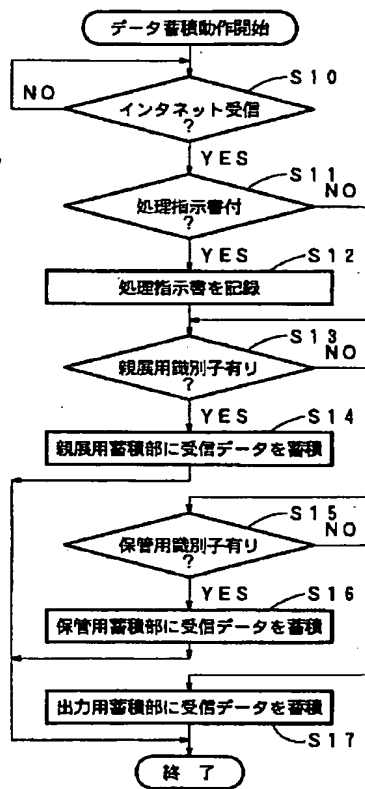 データ蓄積動作開始
S10
NO
インタネット受信
?
YES
S11
NO
処理指示書付
?
YES
S12
処理指示書を記録
S13
NO
親展用識別子有り
?
YES
S14
親展用蓄積部に受信データを蓄積
S15
NO
保管用識別子有り
?
YES
S16
保管用蓄積部に受信データを蓄積
出力用蓄積部に受信データを蓄積
S17
終了